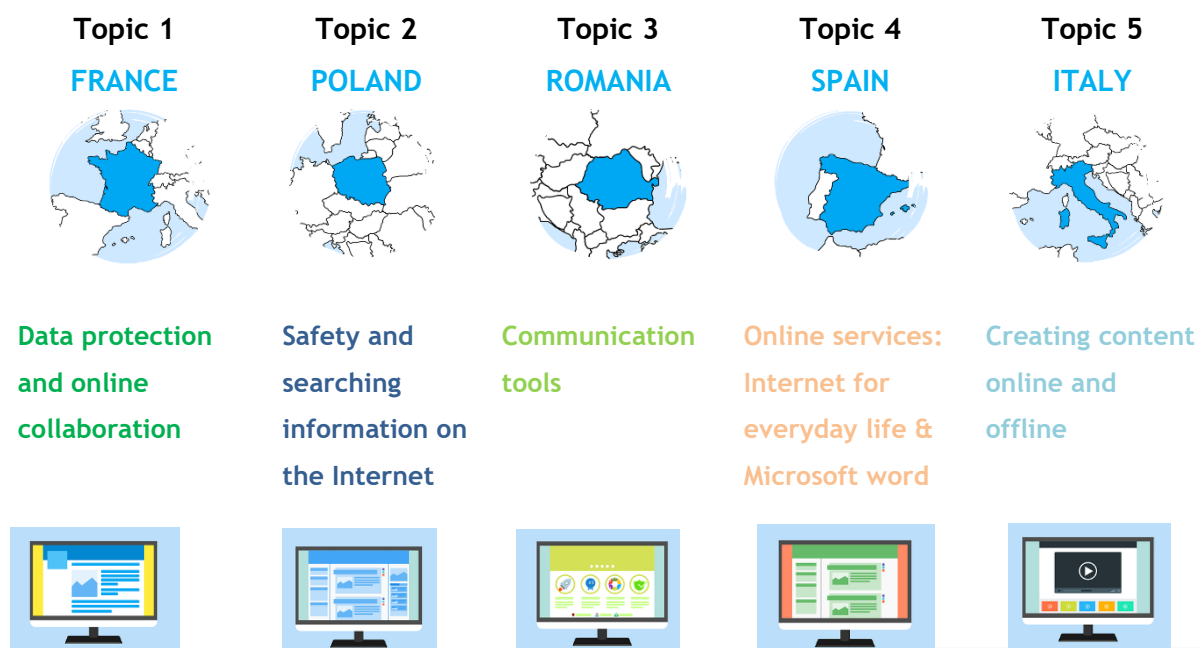 Topic 1
FRANCE
Data protection
and online
collaboration
Topic 2
POLAND
Safety and
searching
information on
the Internet
Topic 3
ROMANIA
Communication
tools
Topic 4
SPAIN
Online services:
Internet for
everyday life &
Microsoft word
Topic 5
ITALY
Creating content
online and
offline